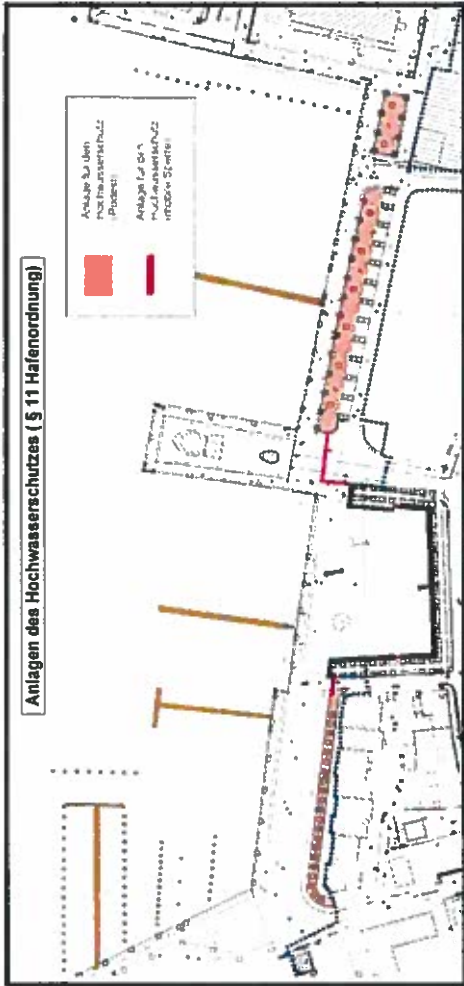 Anlagen des Hochwasserschutzes ( § 11 Hafenordnung)
Anlage für den
Hochwasserschutz
(Podest)
Anlage für den
Hochwasserschutz